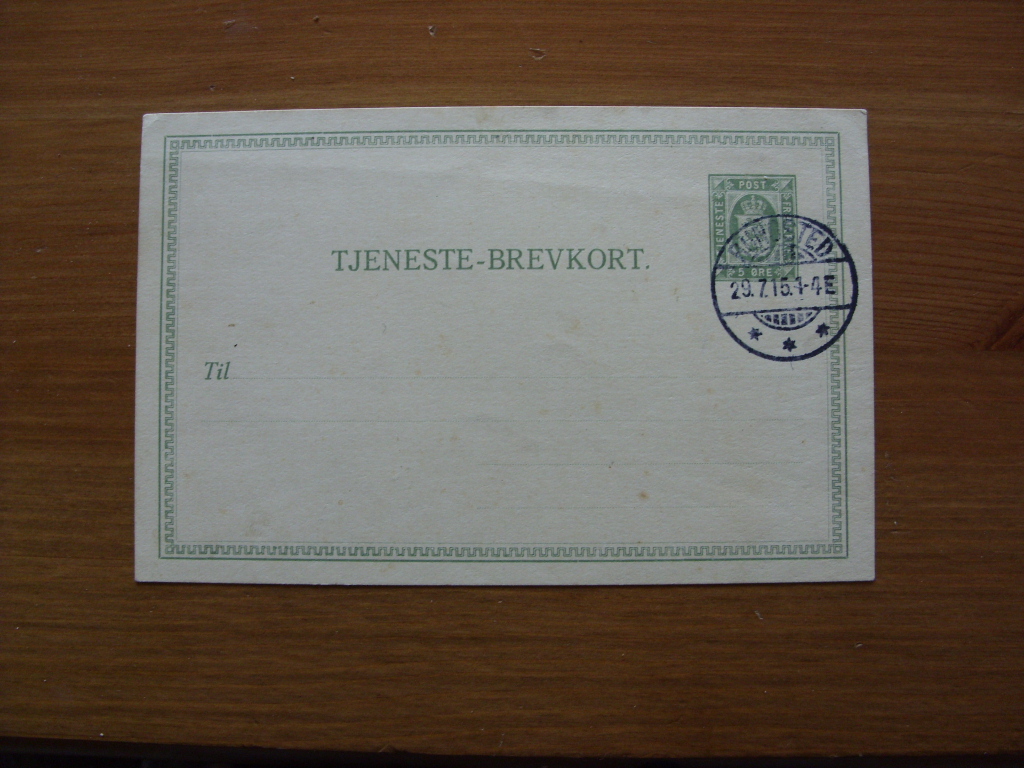 POST
TJENESTE
5 ØRE
TJENESTE-BREVKORT.
29.7.15.1-4E
Til